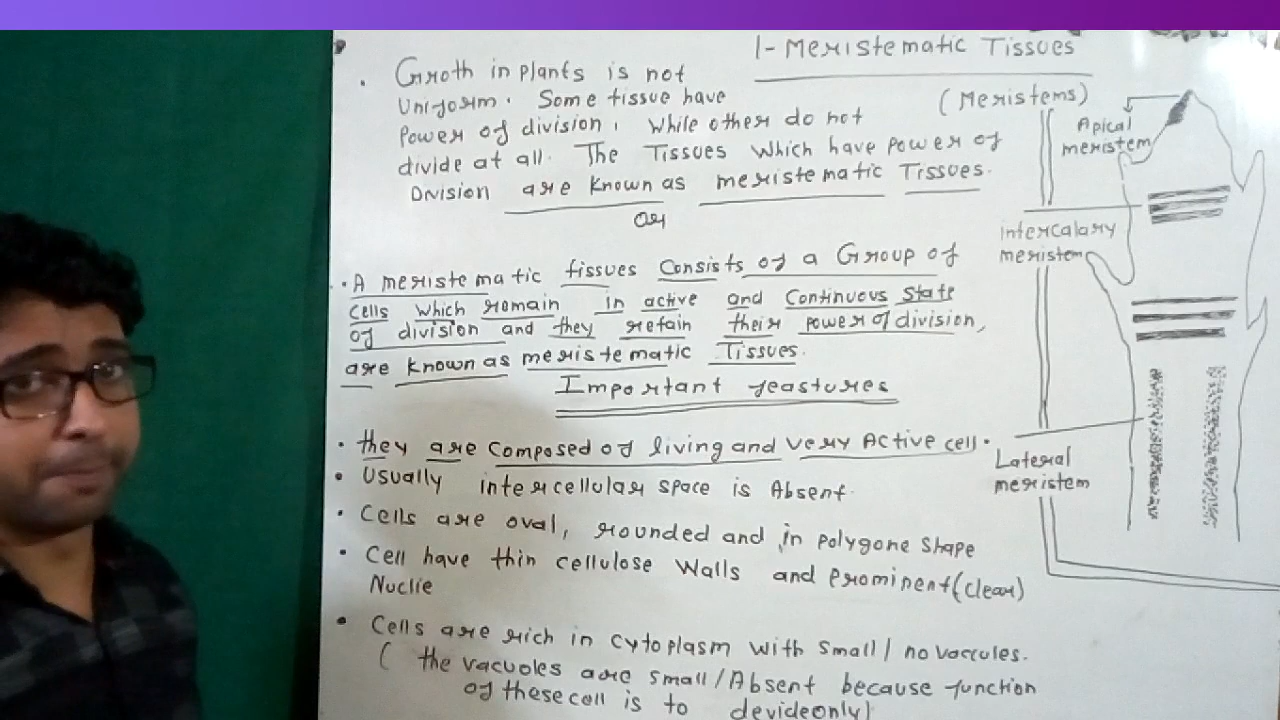 1- Meristematic Tissues
(Meristems)
. Groth in plants is not
Uniform. Some tissue have
Power of division, while other do not
divide at all. The Tissues which have power of
Division are known as meristematic Tissues.
or
. A meristematic tissues Consists of a Group of
cells which remain in active and Continuous State
of division and they retain their power of division,
are known as meristematic Tissues.
Important feastures
. they are composed of living and very Active cell.
. Usually intercellular space is Absent.
. Cells are oval, rounded and in polygone shape
. Cell have thin cellulose walls and Prominent (clear)
Nuclie
. Cells are rich in cytoplasm with small / no vacules.
( the vacuoles are small / Absent because function
of these cell is to devide only)
Apical
meristem
intercalary
meristem
Lateral
meristem